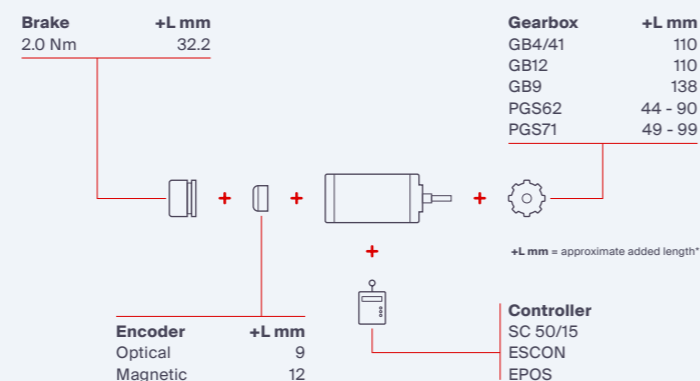 Brake +L mm
2.0 Nm 32.2
Gearbox +L mm
GB4/41 110
GB12 110
GB9 138
PGS62 44 - 90
PGS71 49 - 99
+L mm = approximate added length*
Encoder +L mm
Optical 9
Magnetic 12
Controller
SC 50/15
ESCON
EPOS